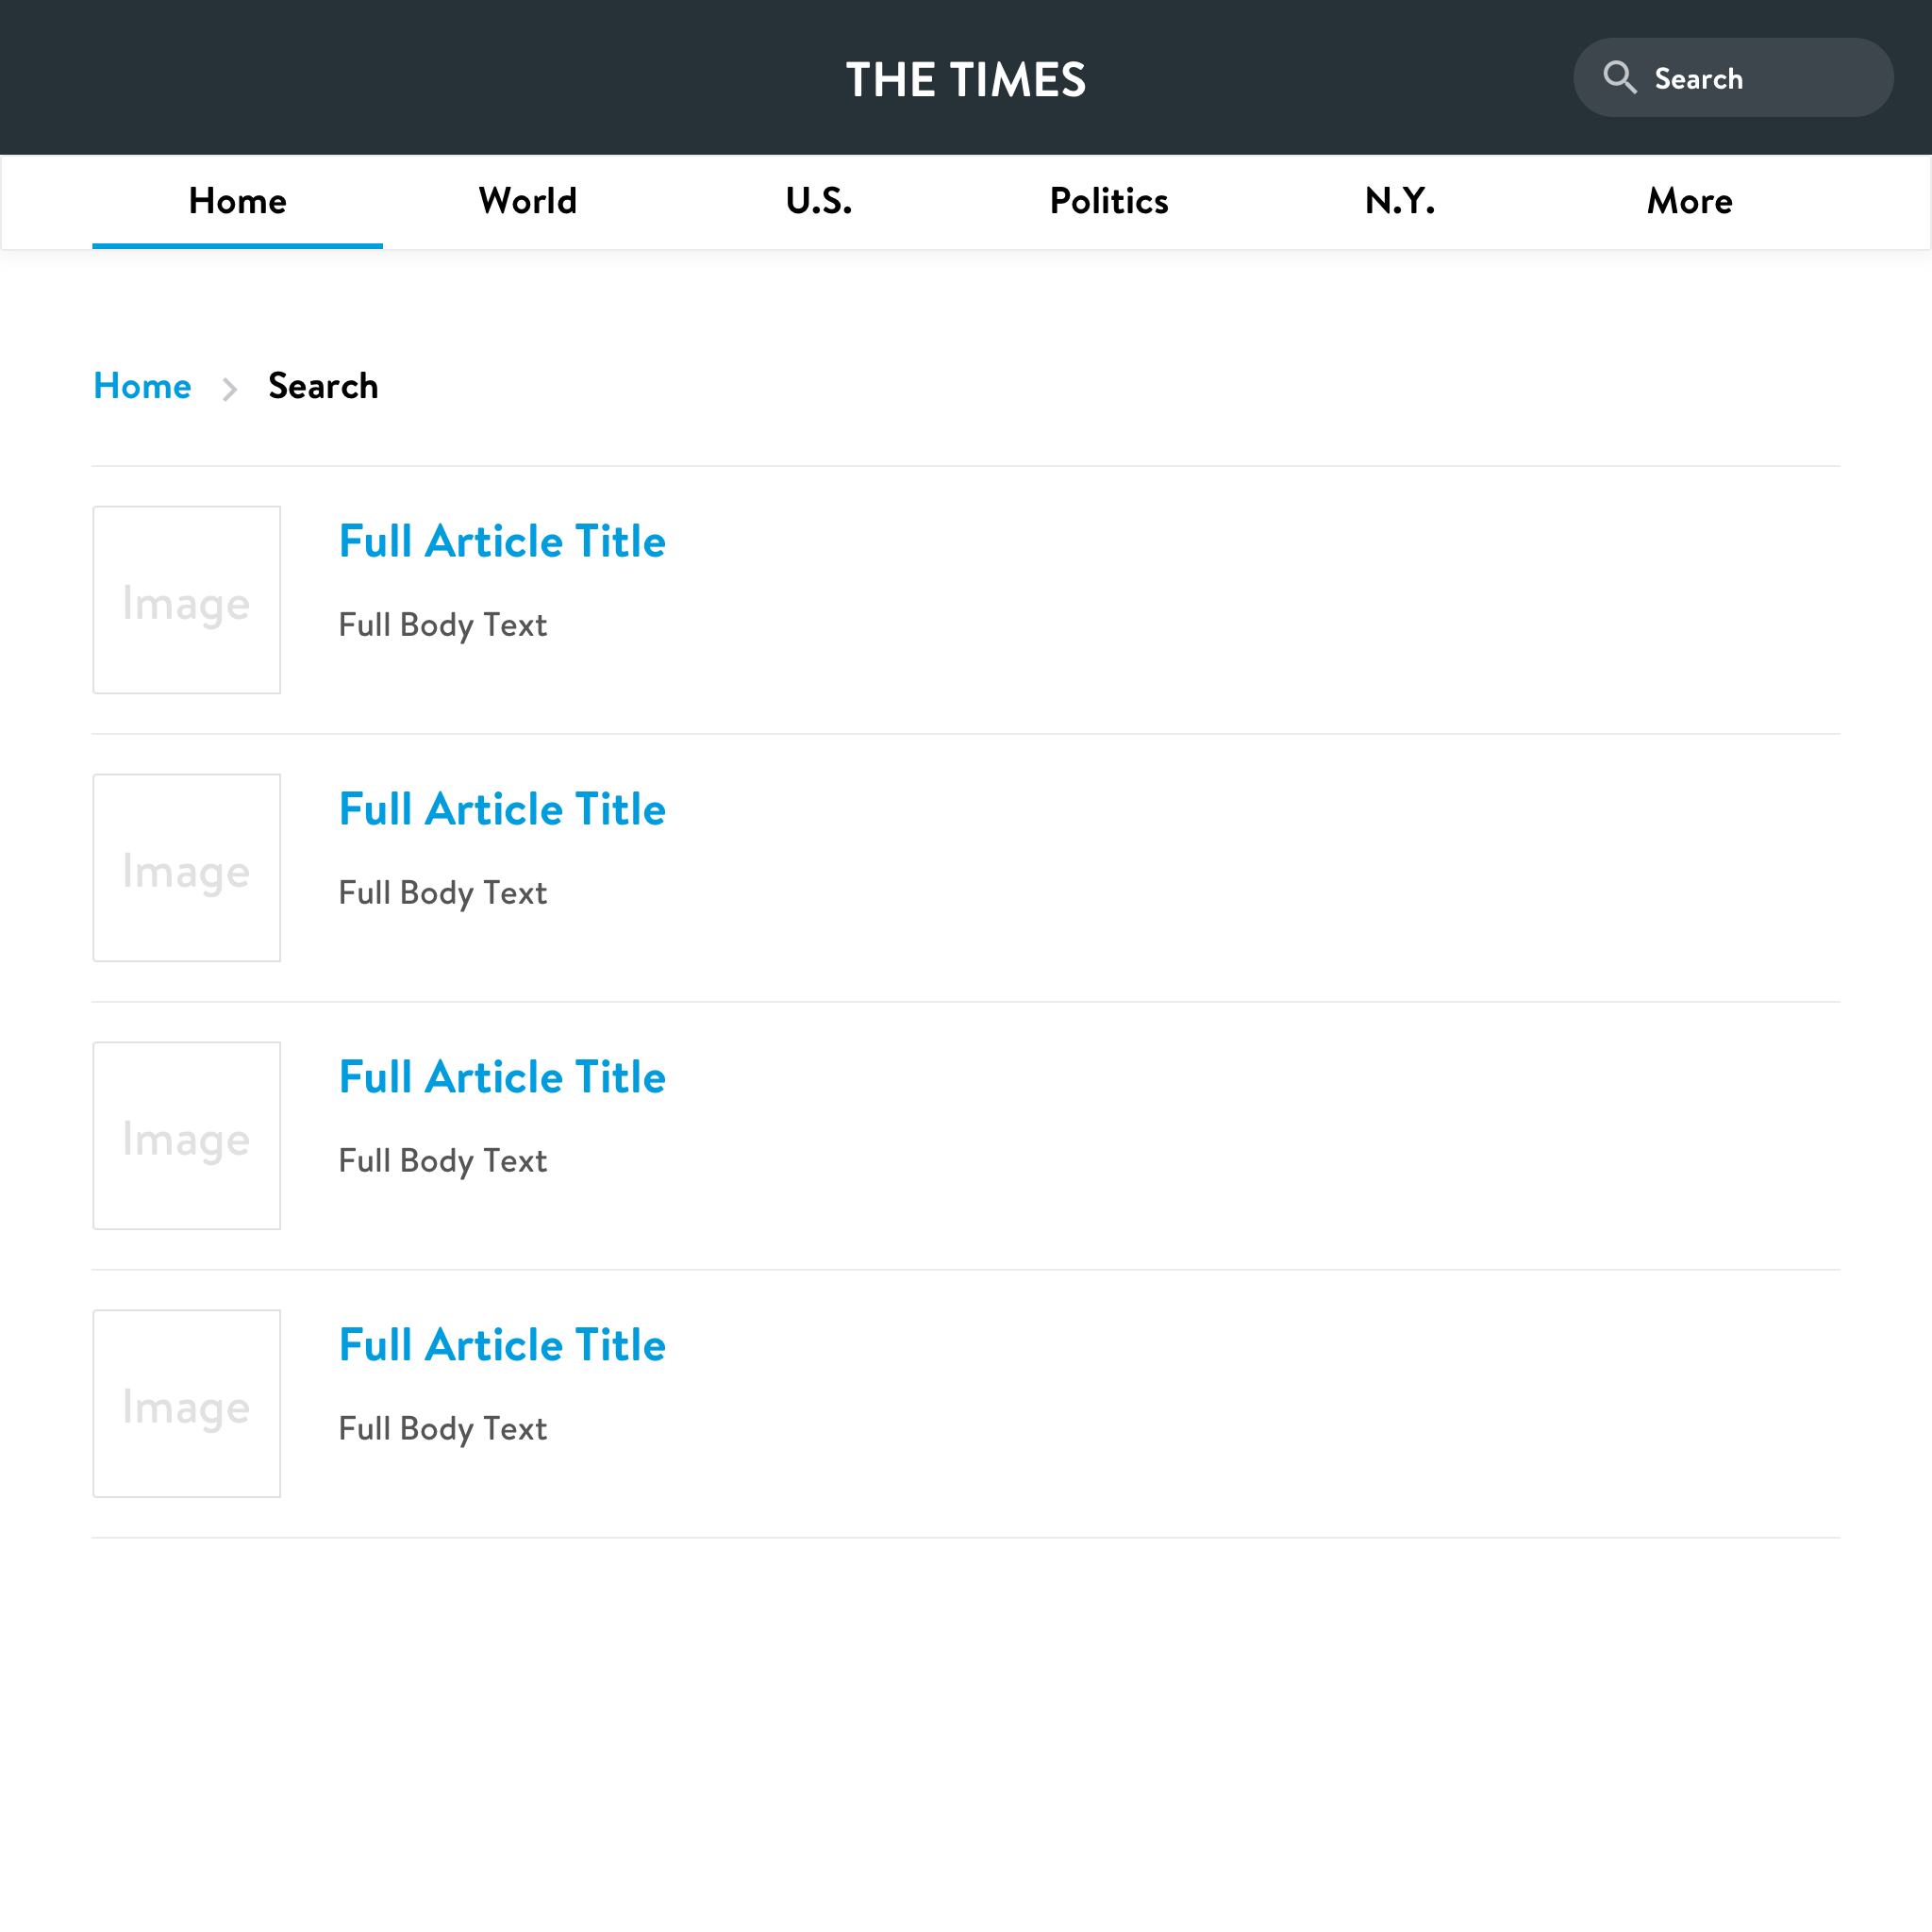 THE TIMES
Search
Home World U.S. Politics N.Y. More
Home Search
Image
Full Article Title
Full Body Text
Image
Full Article Title
Full Body Text
Image
Full Article Title
Full Body Text
Image
Full Article Title
Full Body Text